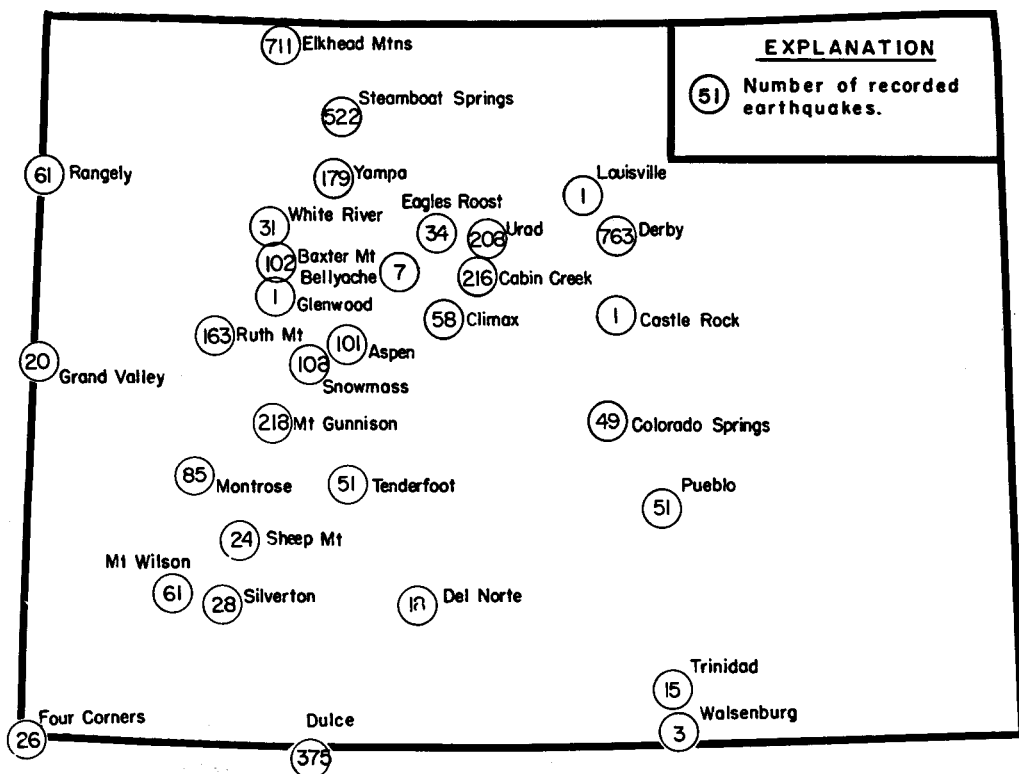 711 Elkhead Mtns
EXPLANATION
51 Number of recorded
earthquakes.
Steamboat Springs
522
61 Rangely
179 Yampa
Louisville
1
Eagles Roost
34
208 Urad
763 Derby
White River
31
102 Baxter Mt
Bellyache 7
216 Cabin Creek
1
Glenwood
58 Climax
1 Castle Rock
163 Ruth Mt
101
Aspen
20
Grand Valley
Snowmass
218 Mt Gunnison
49 Colorado Springs
85
Montrose
51 Tenderfoot
Pueblo
51
24 Sheep Mt
Mt Wilson
61
28 Silverton
Del Norte
Trinidad
15
Walsenburg
3
Four Corners
26
Dulce
375